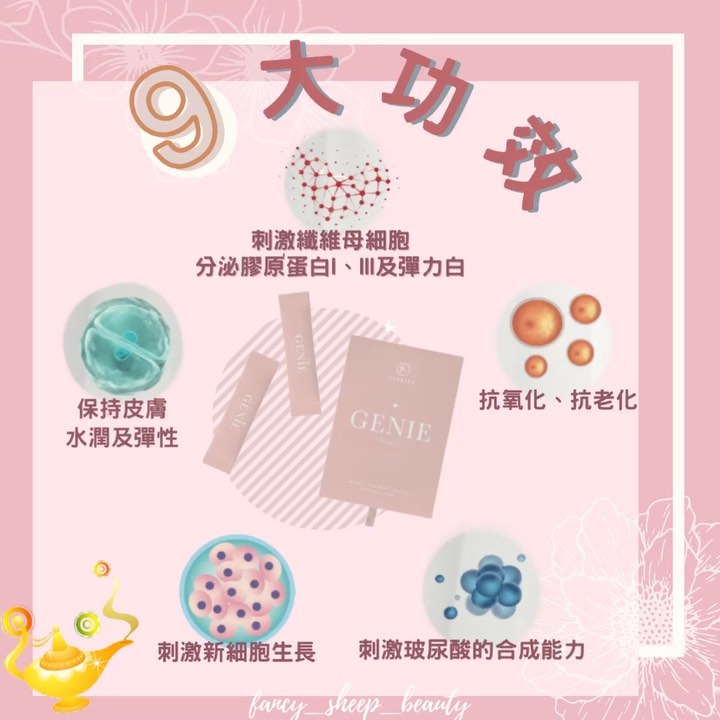 9大功效
刺激纖維母細胞
分泌膠原蛋白I、III及彈力白
保持皮膚
水潤及彈性
抗氧化、抗老化
GENIE
GENIE
GENIE
刺激新細胞生長
刺激玻尿酸的合成能力
fancy_sheep_beauty